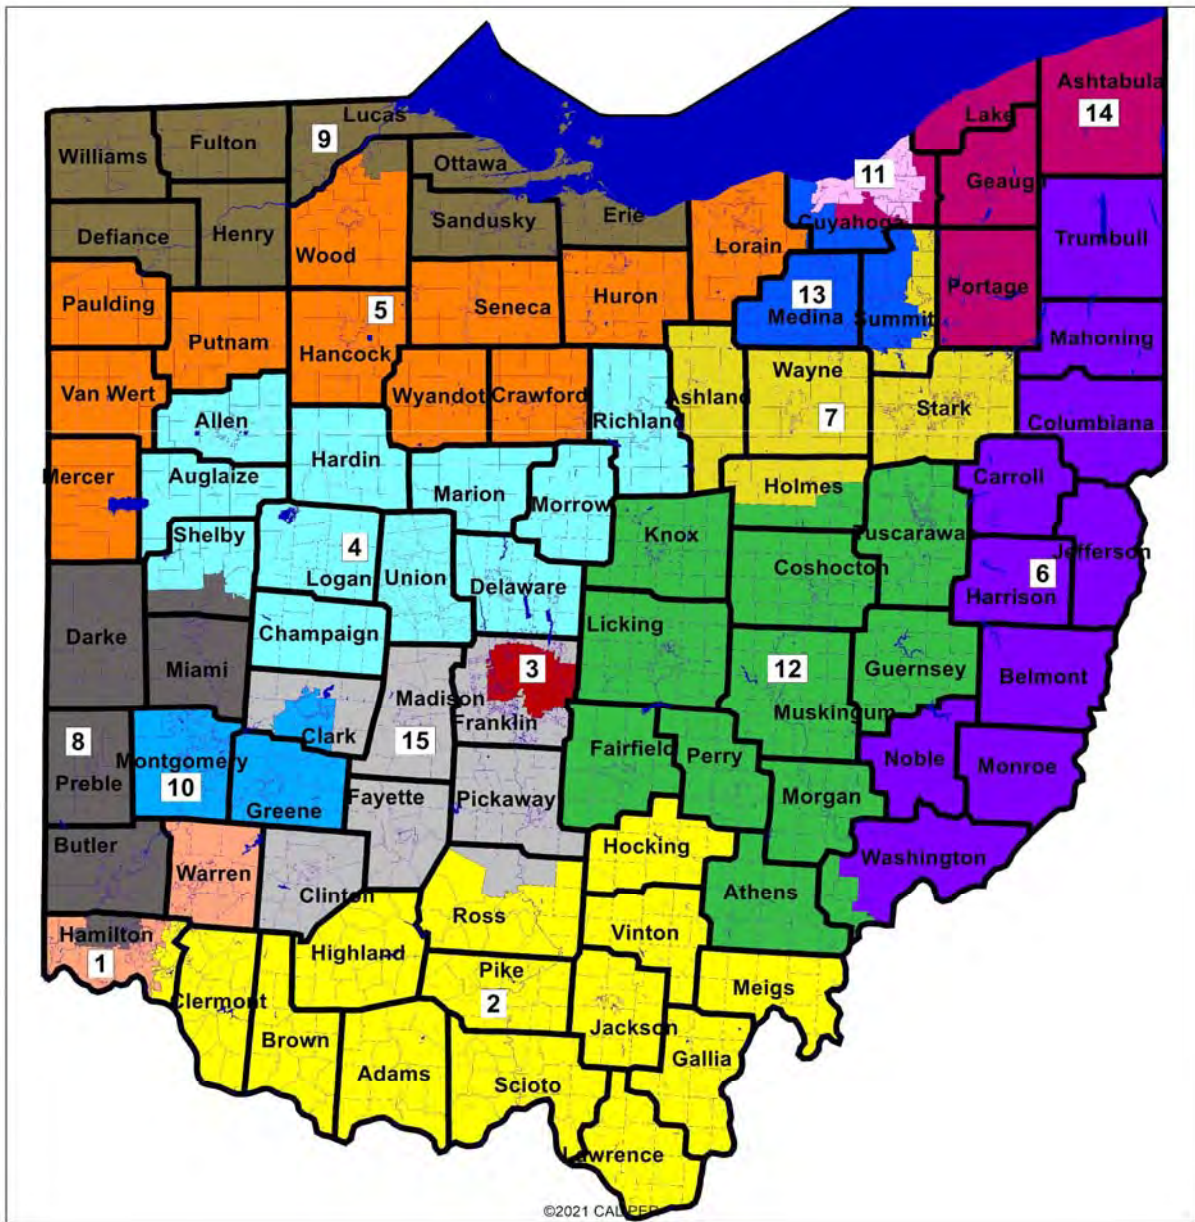 Ashtabula
14
Lake
Lucas
9
Fulton
Williams
Ottawa
11
Geaug
Sandusky
Erie
Cuyahoga
Defiance
Henry
Lorain
Trumbull
Wood
Paulding
5
Seneca
Huron
13
Medina
Summit
Portage
Putnam
Hancock
Mahoning
Wayne
Van Wert
Wyandot
Crawford
Ashland
Richland
7
Stark
Allen
Columbiana
Hardin
Mercer
Auglaize
Marion
Morrow
Holmes
Carroll
Shelby
Knox
Tuscarawa
4
Logan
Union
Delaware
Coshocton
Jefferson
6
Harrison
Champaign
Licking
Darke
Miami
3
12
Guernsey
Belmont
Madison
Franklin
Muskingum
Clark
15
8
Montgomery
Fairfield
Perry
Noble
Monroe
Preble
10
Greene
Fayette
Pickaway
Morgan
Butler
Hocking
Warren
Washington
Clinton
Athens
Ross
Hamilton
Vinton
Highland
1
Pike
2
Meigs
Clermont
Jackson
Brown
Gallia
Adams
Scioto
Lawrence
©2021 CALIPER